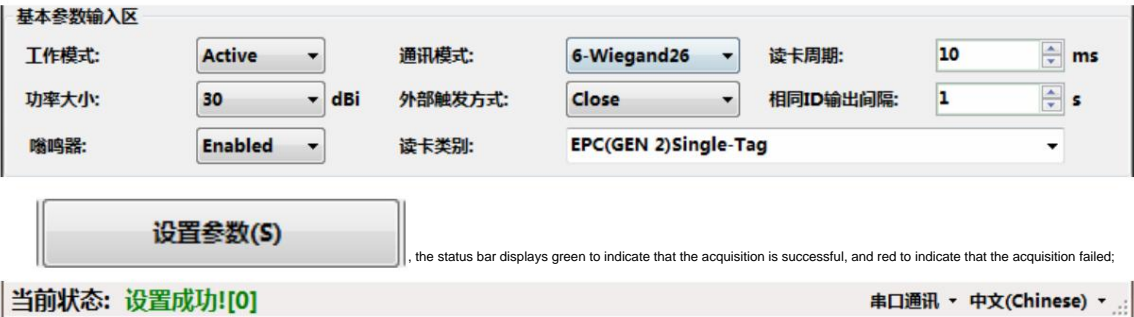 基本参数输入区
工作模式: Active 通讯模式: 6-Wiegand26 读卡周期: 10 ms
功率大小: 30 dBi 外部触发方式: Close 相同ID输出间隔: 1 s
嗡鸣器: Enabled 读卡类别: EPC(GEN 2)Single-Tag
设置参数(S) , the status bar displays green to indicate that the acquisition is successful, and red to indicate that the acquisition failed;
当前状态: 设置成功![0] 串口通讯 中文(Chinese)